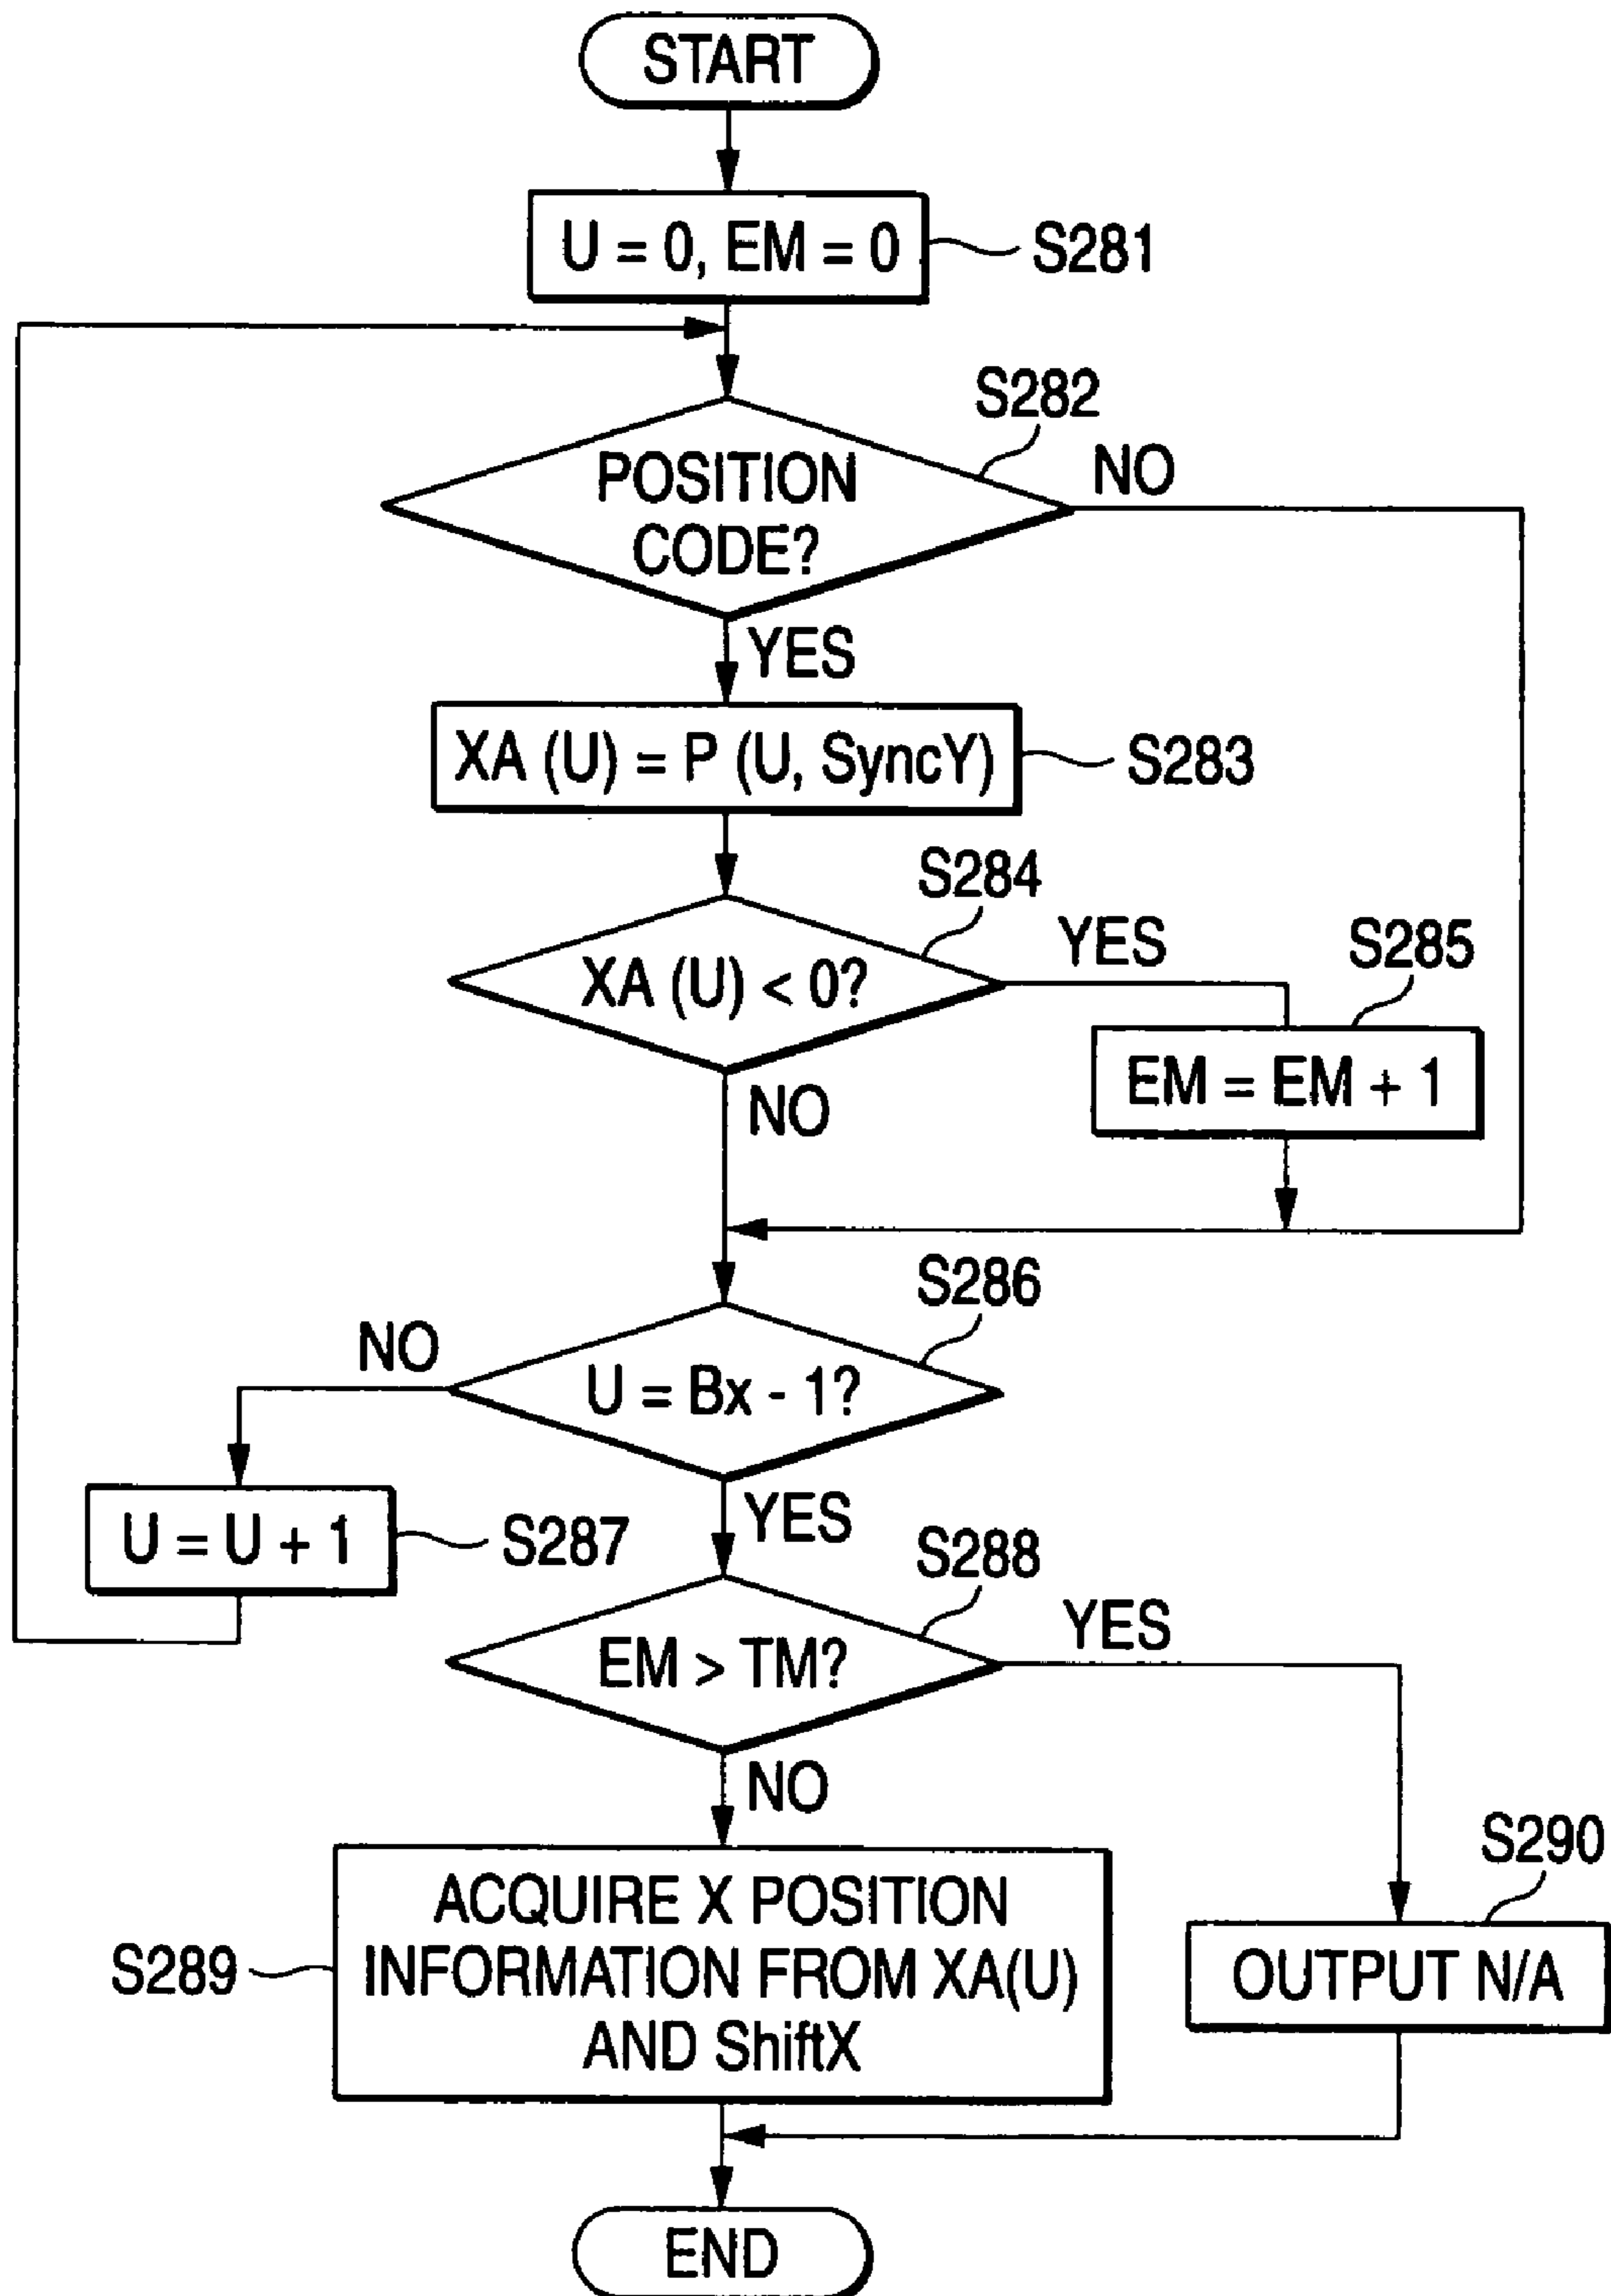 START
U = 0, EM = 0
S281
S282
POSITION
CODE?
NO
YES
XA (U) = P (U, SyncY)
S283
S284
XA (U) < 0?
YES
S285
EM = EM + 1
NO
S286
NO
U = Bx - 1?
YES
U = U + 1
S287
S288
EM > TM?
YES
NO
S290
ACQUIRE X POSITION
INFORMATION FROM XA(U)
AND ShiftX
S289
OUTPUT N/A
END